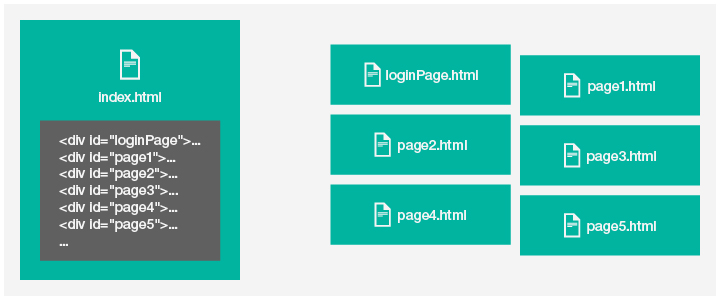 index.html
<div id="loginPage">...
<div id="page1">...
<div id="page2">...
<div id="page3">...
<div id="page4">...
<div id="page5">...
...
loginPage.html
page1.html
page2.html
page3.html
page4.html
page5.html